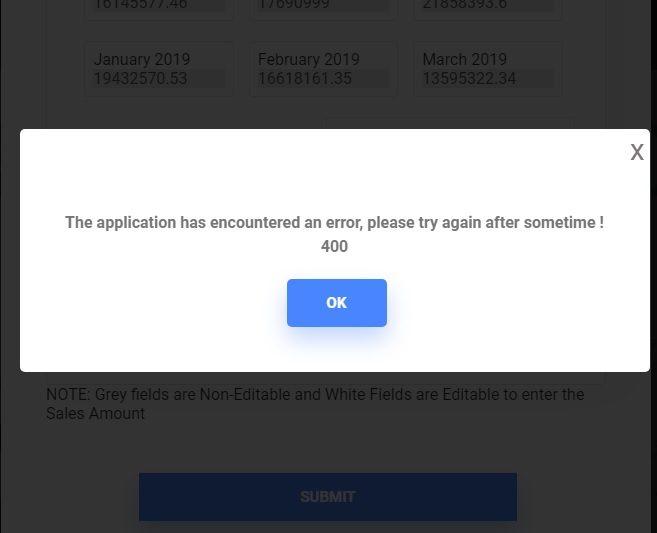 16145577.46 17690999 21858393.6
January 2019 February 2019 March 2019
19432570.53 16618161.35 13595322.34
X
The application has encountered an error, please try again after sometime !
400
OK
NOTE: Grey fields are Non-Editable and White Fields are Editable to enter the
Sales Amount
SUBMIT